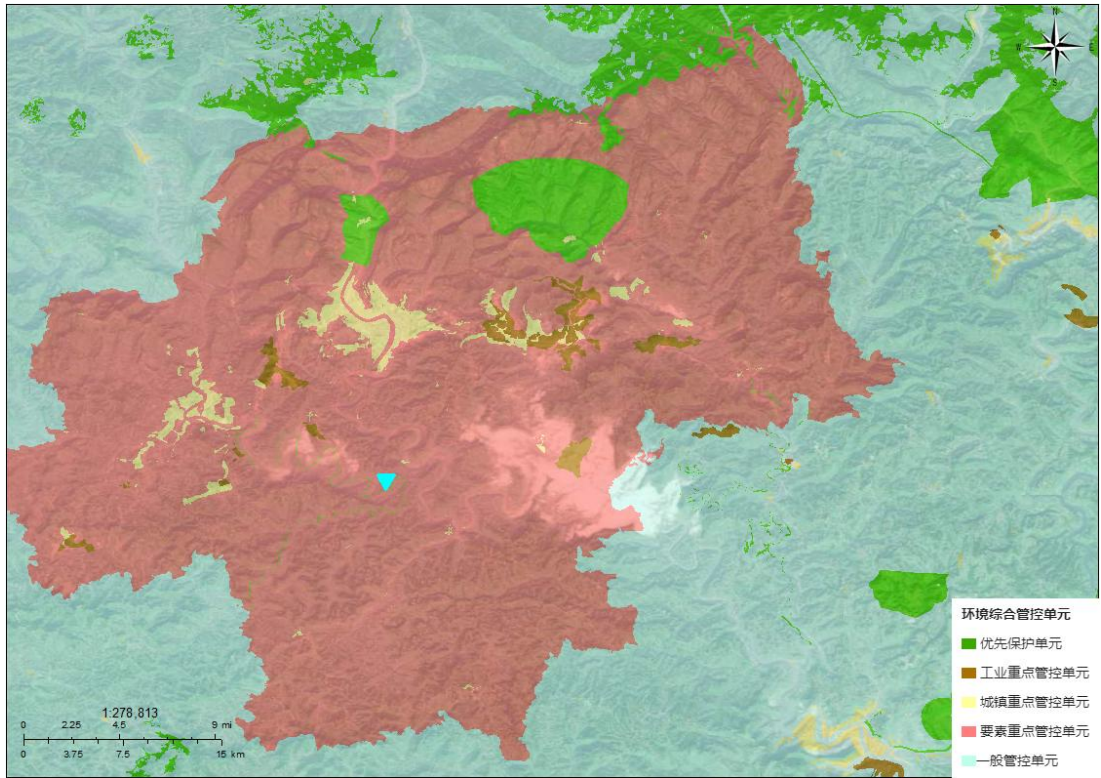 N
W
E
S
环境综合管控单元
优先保护单元
工业重点管控单元
城镇重点管控单元
要素重点管控单元
一般管控单元
1:278,813
0 2.25 4.5 9 mi
0 3.75 7.5 15 km